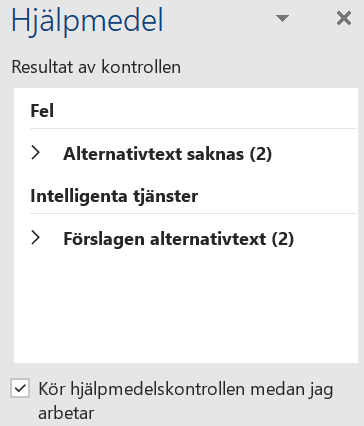 Hjälpmedel
Resultat av kontrollen
Fel
Alternativtext saknas (2)
Intelligenta tjänster
Förslagen alternativtext (2)
Kör hjälpmedelskontrollen medan jag
arbetar